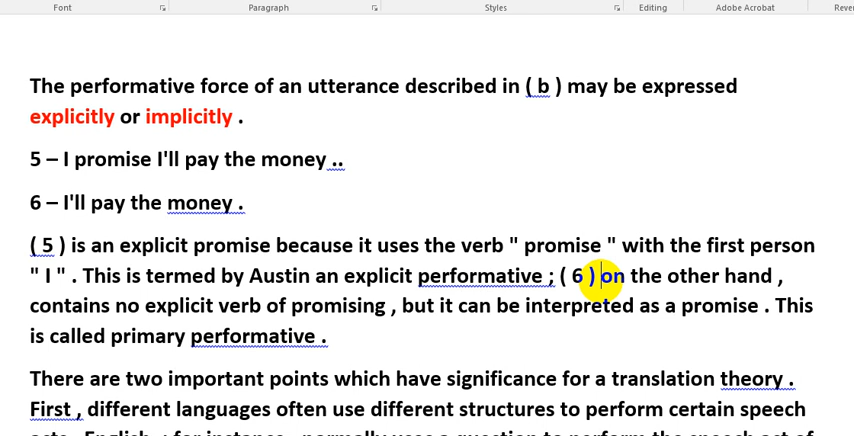 Font Paragraph Styles Editing Adobe Acrobat
The performative force of an utterance described in ( b ) may be expressed
explicitly or implicitly .
5 – I promise I'll pay the money ..
6 – I'll pay the money .
( 5 ) is an explicit promise because it uses the verb " promise " with the first person
" I " . This is termed by Austin an explicit performative ; ( 6 ) on the other hand ,
contains no explicit verb of promising , but it can be interpreted as a promise . This
is called primary performative .
There are two important points which have significance for a translation theory .
First , different languages often use different structures to perform certain speech